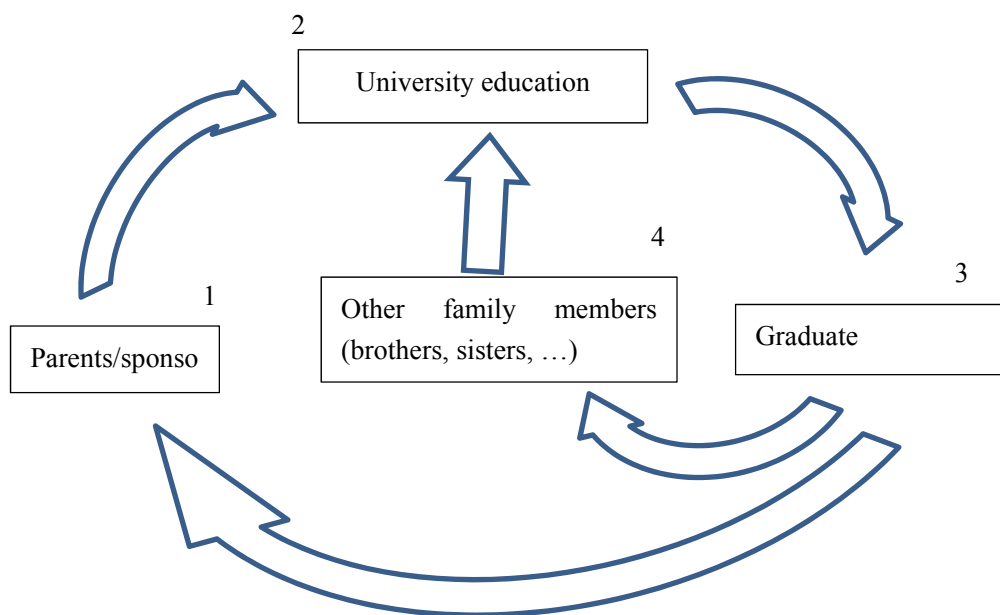 2
University education
4
3
1
Other family members
(brothers, sisters, …)
Graduate
Parents/sponso